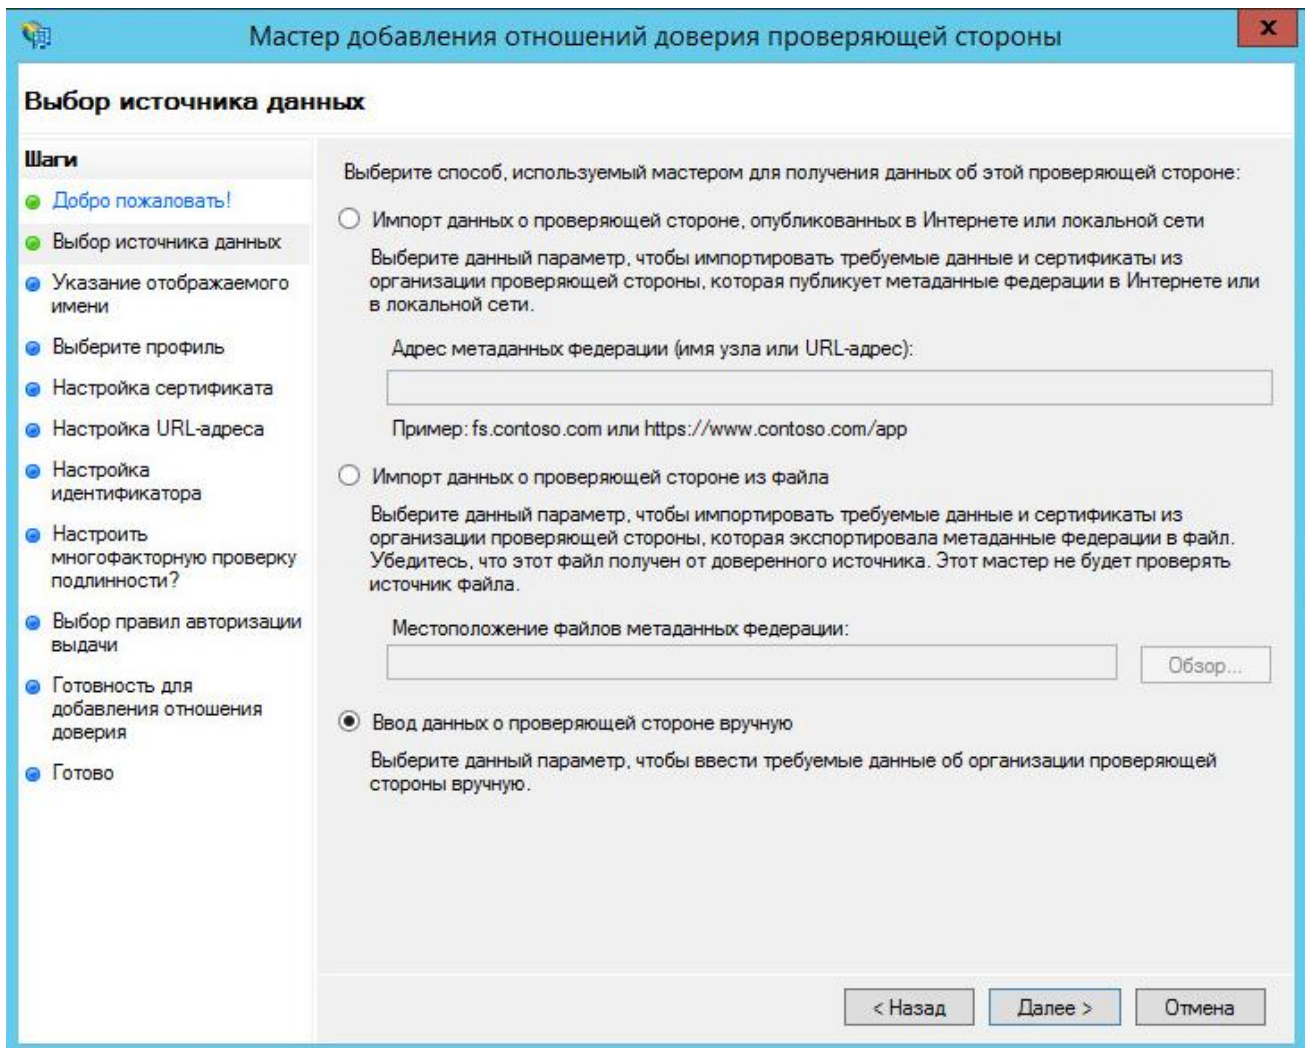 Мастер добавления отношений доверия проверяющей стороны
X
Выбор источника данных
Шаги
Добро пожаловать!
Выбор источника данных
Указание отображаемого
имени
Выберите профиль
Настройка сертификата
Настройка URL-адреса
Настройка
идентификатора
Настроить
многофакторную проверку
подлинности?
Выбор правил авторизации
выдачи
Готовность для
добавления отношения
доверия
Готово
Выберите способ, используемый мастером для получения данных об этой проверяющей стороне:
Импорт данных о проверяющей стороне, опубликованных в Интернете или локальной сети
Выберите данный параметр, чтобы импортировать требуемые данные и сертификаты из
организации проверяющей стороны, которая публикует метаданные федерации в Интернете или
в локальной сети.
Адрес метаданных федерации (имя узла или URL-адрес):
Пример: fs.contoso.com или https://www.contoso.com/app
Импорт данных о проверяющей стороне из файла
Выберите данный параметр, чтобы импортировать требуемые данные и сертификаты из
организации проверяющей стороны, которая экспортировала метаданные федерации в файл.
Убедитесь, что этот файл получен от доверенного источника. Этот мастер не будет проверять
источник файла.
Местоположение файлов метаданных федерации:
Обзор...
Ввод данных о проверяющей стороне вручную
Выберите данный параметр, чтобы ввести требуемые данные об организации проверяющей
стороны вручную.
< Назад
Далее >
Отмена